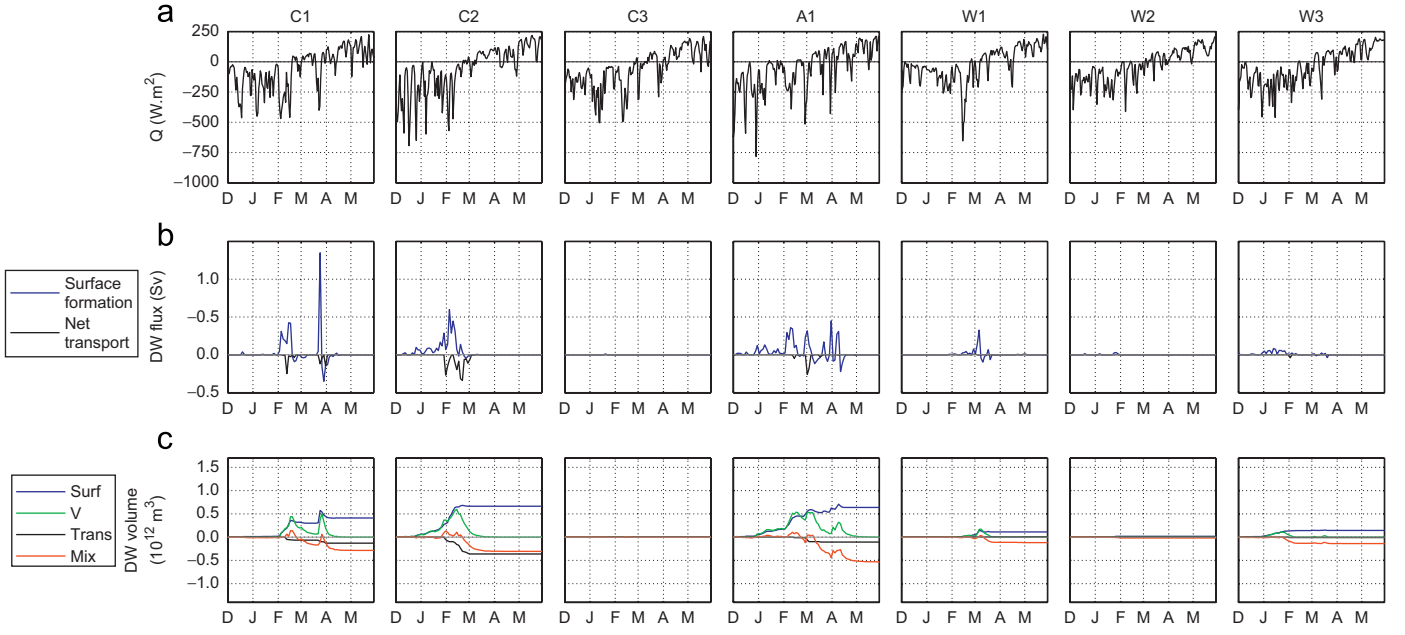 a
C1 C2 C3 A1 W1 W2 W3
Q (W.m²)
250
0
−250
−500
−750
−1000
D J F M A M D J F M A M D J F M A M D J F M A M D J F M A M D J F M A M D J F M A M
b
Surface
formation
Net
transport
DW flux (Sv)
1.0
−0.5
0.0
−0.5
D J F M A M D J F M A M D J F M A M D J F M A M D J F M A M D J F M A M D J F M A M
c
Surf
V
Trans
Mix
DW volume
(10¹² m³)
1.5
1.0
0.5
0.0
−0.5
−1.0
D J F M A M D J F M A M D J F M A M D J F M A M D J F M A M D J F M A M D J F M A M